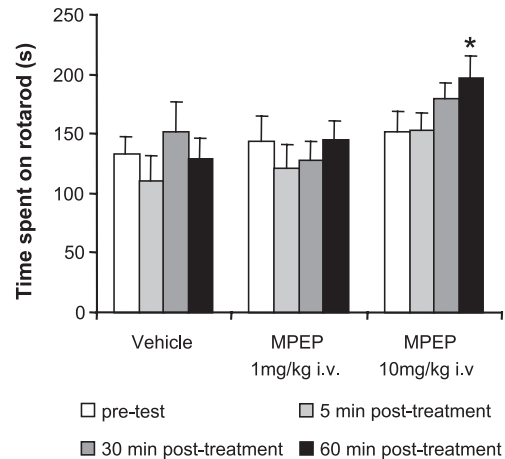 Time spent on rotarod (s)
250
200
150
100
50
0
*
Vehicle
MPEP
1mg/kg i.v.
MPEP
10mg/kg i.v
pre-test
5 min post-treatment
30 min post-treatment
60 min post-treatment